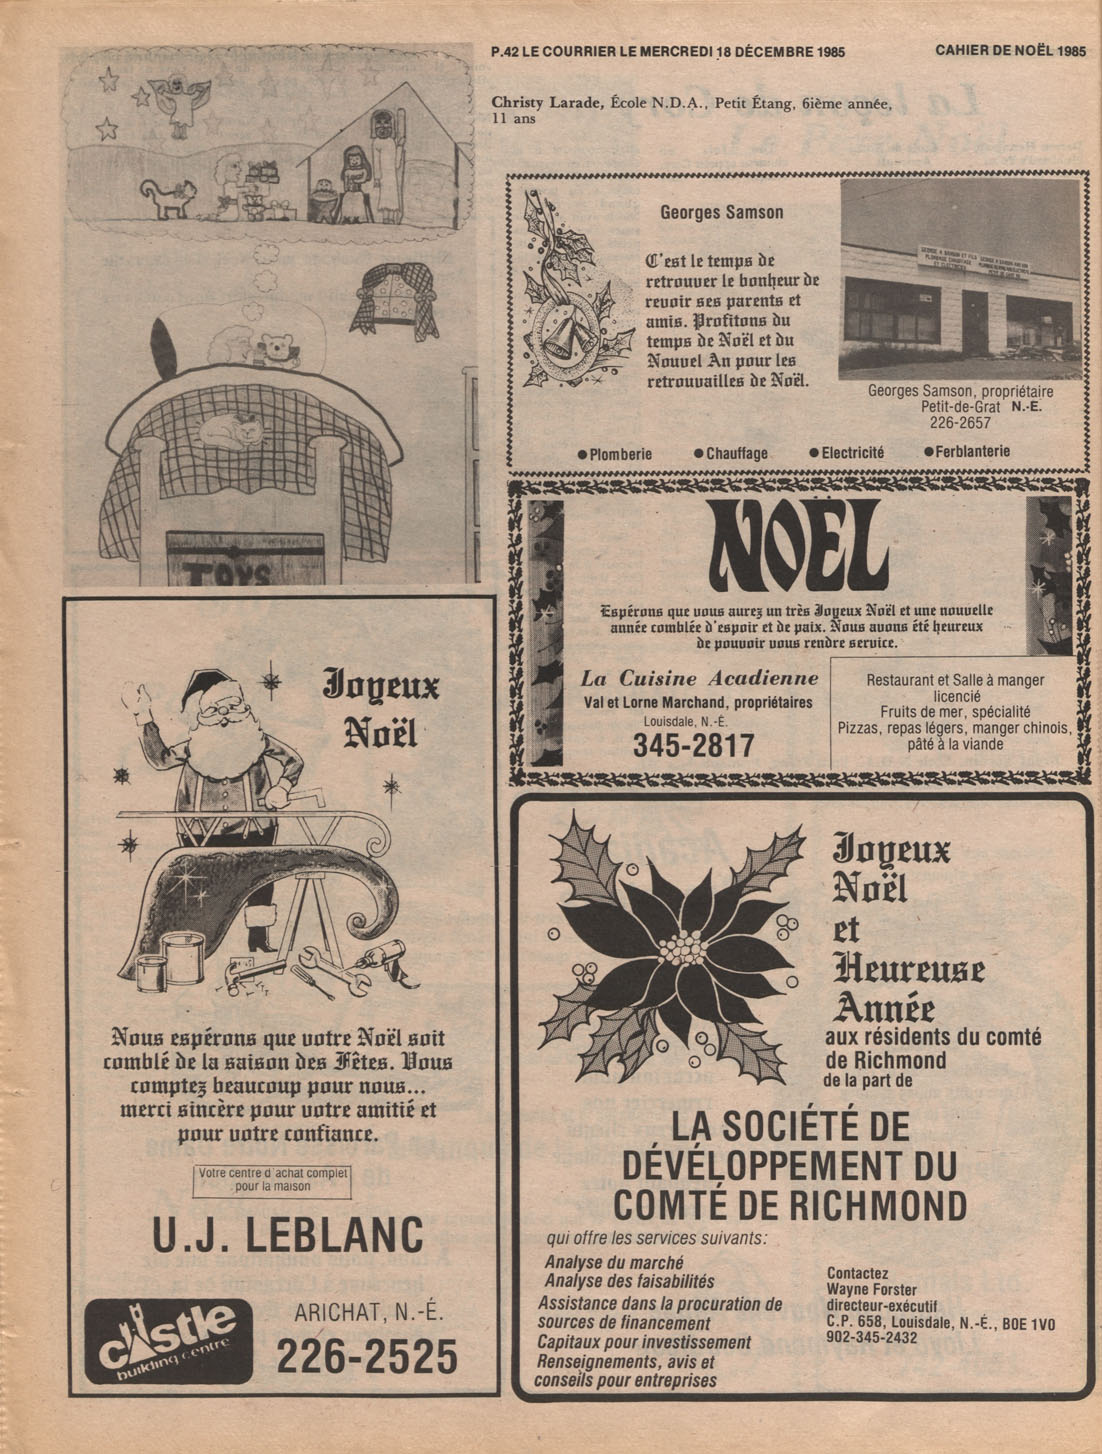 P.42 LE COURRIER LE MERCREDI 18 DÉCEMBRE 1985
CAHIER DE NOËL 1985
Christy Larade, École N.D.A., Petit Étang, 6ième année,
11 ans
TOYS
Georges Samson
C'est le temps de
retrouver le bonheur de
revoir ses parents et
amis. Profitons du
temps de Noël et du
Nouvel An pour les
retrouvailles de Noël.
Georges Samson, propriétaire
Petit-de-Grat N.-E.
226-2657
● Plomberie ● Chauffage ● Electricité ● Ferblanterie
NOËL
Espérons que vous aurez un très Joyeux Noël et une nouvelle
année comblée d'espoir et de paix. Nous avons été heureux
de pouvoir vous rendre service.
La Cuisine Acadienne
Val et Lorne Marchand, propriétaires
Louisdale, N.-É.
345-2817
Restaurant et Salle à manger
licencié
Fruits de mer, spécialité
Pizzas, repas légers, manger chinois,
pâté à la viande
Joyeux
Noël
Nous espérons que votre Noël soit
comblé de la saison des Fêtes. Vous
comptez beaucoup pour nous...
merci sincère pour votre amitié et
pour votre confiance.
Votre centre d'achat complet
pour la maison
U.J. LEBLANC
castle
building centre
ARICHAT, N.-É.
226-2525
Joyeux
Noël
et
Heureuse
Année
aux résidents du comté
de Richmond
de la part de
LA SOCIÉTÉ DE
DÉVÉLOPPEMENT DU
COMTÉ DE RICHMOND
qui offre les services suivants:
Analyse du marché
Analyse des faisabilités
Assistance dans la procuration de
sources de financement
Capitaux pour investissement
Renseignements, avis et
conseils pour entreprises
Contactez
Wayne Forster
directeur-exécutif
C.P. 658, Louisdale, N.-É., B0E 1V0
902-345-2432